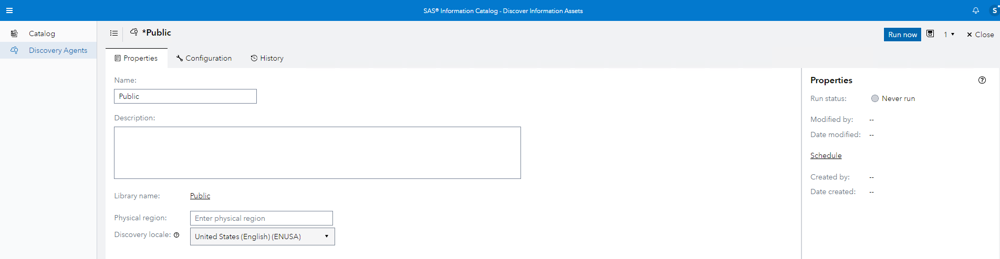 SAS® Information Catalog - Discover Information Assets
S
Catalog
Discovery Agents
*Public
Run now
1
Close
Properties
Configuration
History
Name:
Public
Description:
Library name:
Public
Physical region:
Enter physical region
Discovery locale:
United States (English) (ENUSA)
Properties
Run status:
Never run
Modified by:
--
Date modified:
--
Schedule
Created by:
--
Date created:
--